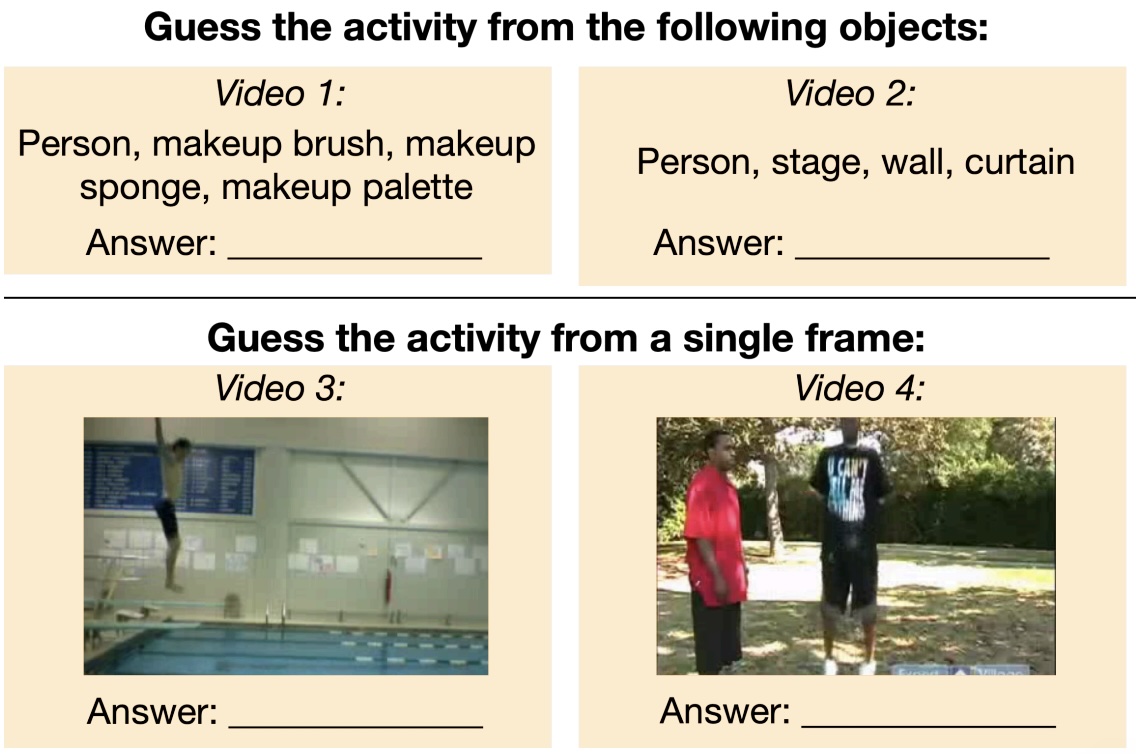 Guess the activity from the following objects:
Video 1:
Person, makeup brush, makeup
sponge, makeup palette
Answer: ______________
Video 2:
Person, stage, wall, curtain
Answer: ______________
Guess the activity from a single frame:
Video 3:
Answer: ______________
Video 4:
U CAN'T
Expert Village
Answer: ______________